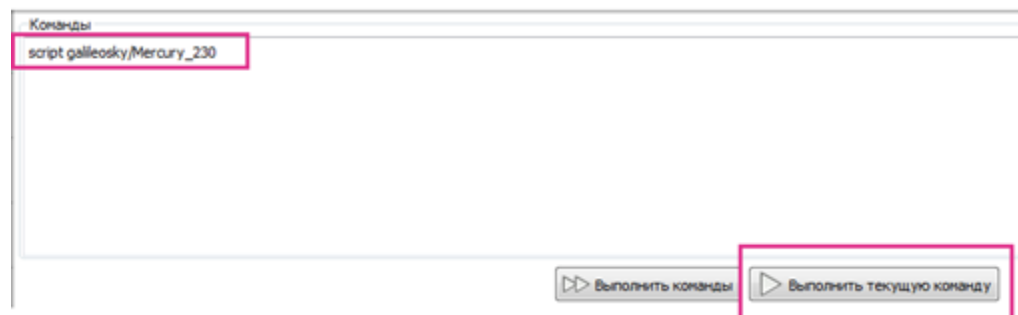 Команды
script galileosky/Mercury_230
Выполнить команды
Выполнить текущую команду